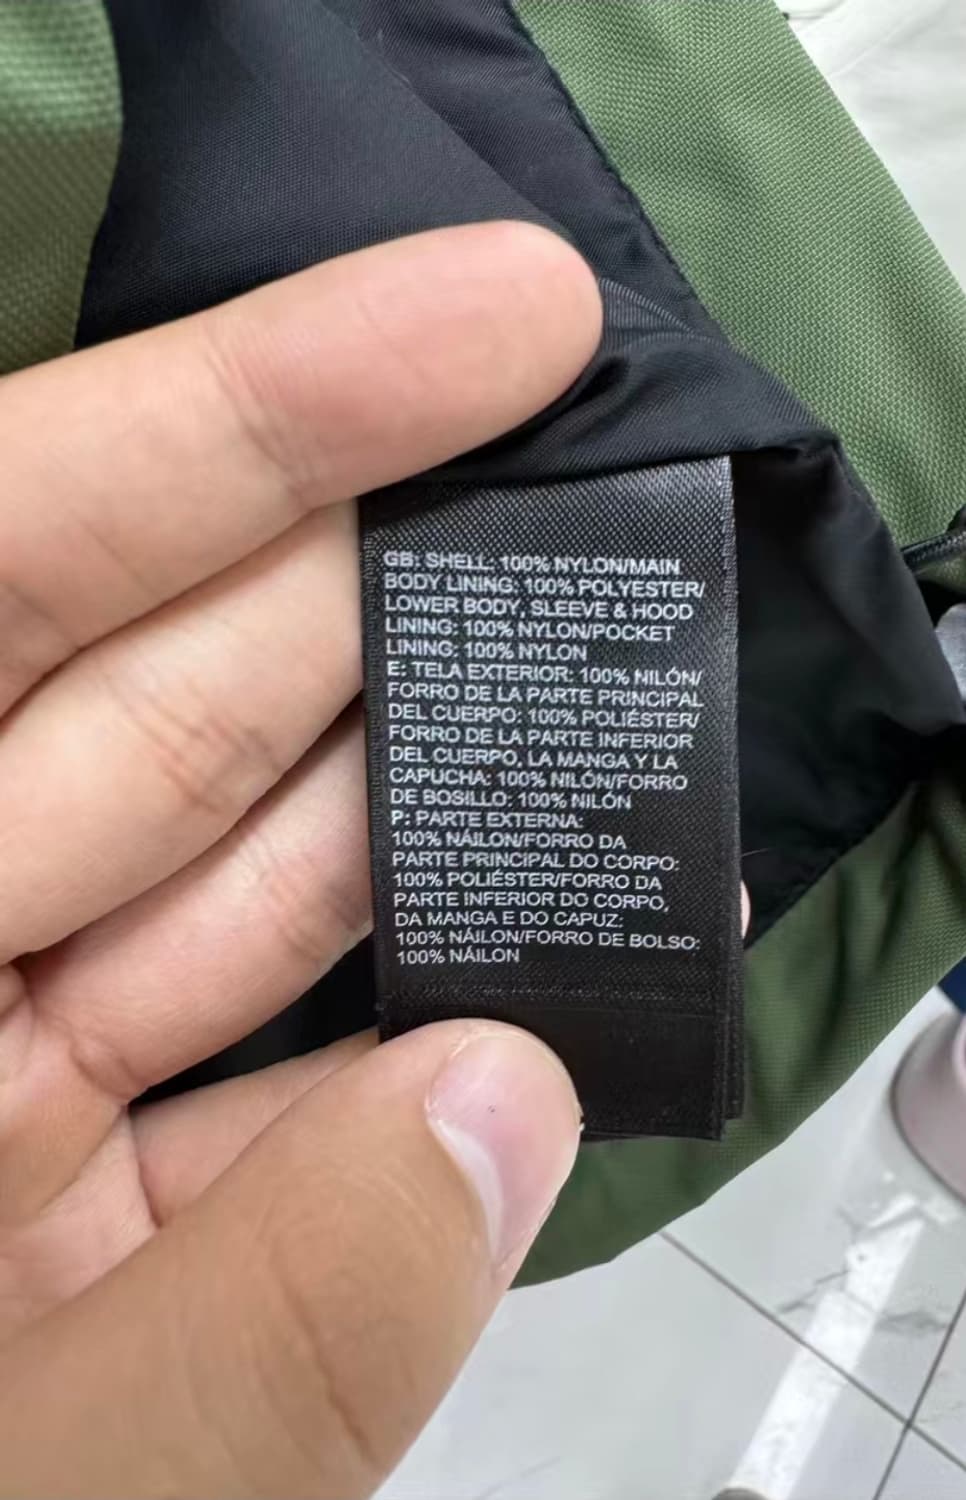 GB: SHELL: 100% NYLON/MAIN
BODY LINING: 100% POLYESTER/
LOWER BODY, SLEEVE & HOOD
LINING: 100% NYLON/POCKET
LINING: 100% NYLON
E: TELA EXTERIOR: 100% NILÓN/
FORRO DE LA PARTE PRINCIPAL
DEL CUERPO: 100% POLIÉSTER/
FORRO DE LA PARTE INFERIOR
DEL CUERPO, LA MANGA Y LA
CAPUCHA: 100% NILÓN/FORRO
DE BOSILLO: 100% NILÓN
P: PARTE EXTERNA:
100% NÁILON/FORRO DA
PARTE PRINCIPAL DO CORPO:
100% POLIÉSTER/FORRO DA
PARTE INFERIOR DO CORPO,
DA MANGA E DO CAPUZ:
100% NÁILON/FORRO DE BOLSO:
100% NÁILON